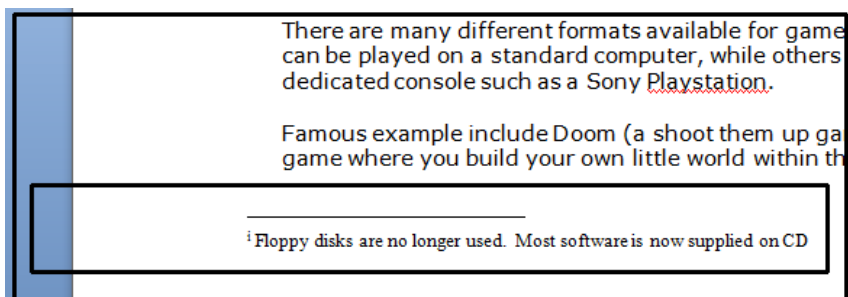 There are many different formats available for game
can be played on a standard computer, while others
dedicated console such as a Sony Playstation.
Famous example include Doom (a shoot them up ga
game where you build your own little world within th
i Floppy disks are no longer used. Most software is now supplied on CD